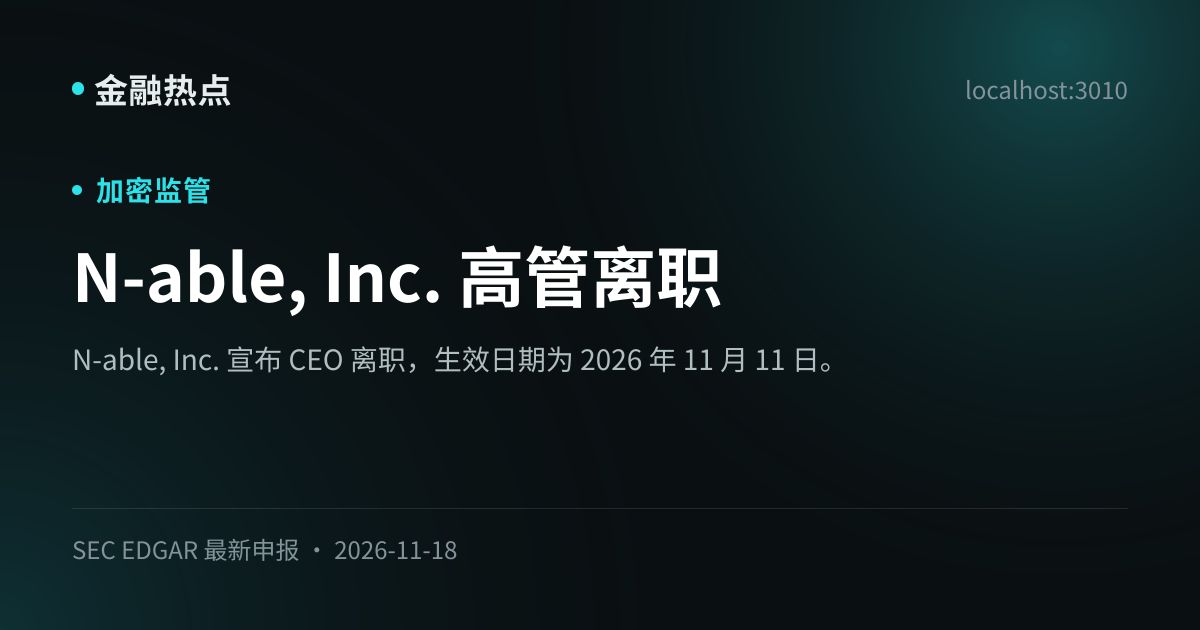 金融热点
localhost:3010
加密监管
N-able, Inc. 高管离职
N-able, Inc. 宣布 CEO 离职，生效日期为 2026 年 11 月 11 日。
SEC EDGAR 最新申报 · 2026-11-18